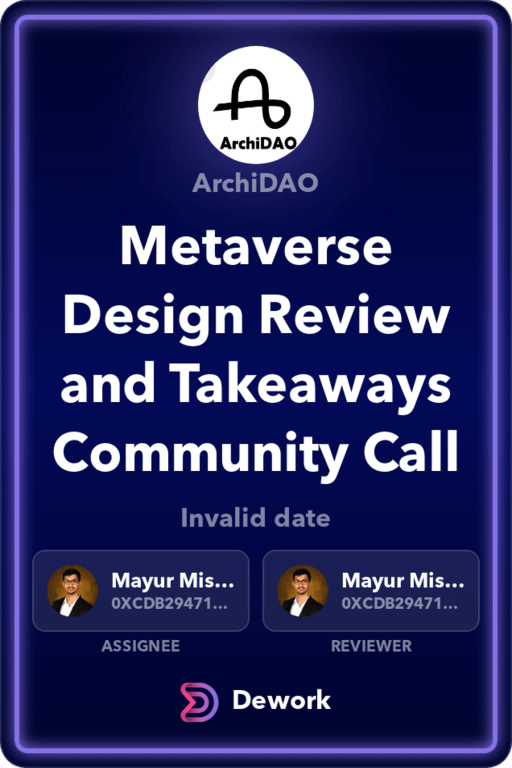 ArchiDAO
ArchiDAO
Metaverse
Design Review
and Takeaways
Community Call
Invalid date
Mayur Mis...
0XCDB29471...
ASSIGNEE
Mayur Mis...
0XCDB29471...
REVIEWER
Dework